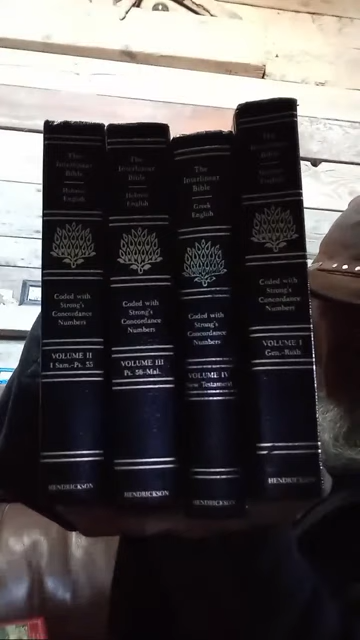 The
Interlinear
Bible
Hebrew
English
Coded with
Strong's
Concordance
Numbers
VOLUME II
I Sam.-Ps. 55
HENDRICKSON
The
Interlinear
Bible
Hebrew
English
Coded with
Strong's
Concordance
Numbers
VOLUME III
Ps. 56-Mal.
HENDRICKSON
The
Interlinear
Bible
Greek
English
Coded with
Strong's
Concordance
Numbers
VOLUME IV
New Testament
HENDRICKSON
The
Interlinear
Bible
Hebrew
English
Coded with
Strong's
Concordance
Numbers
VOLUME I
Gen.-Ruth
HENDRICKSON